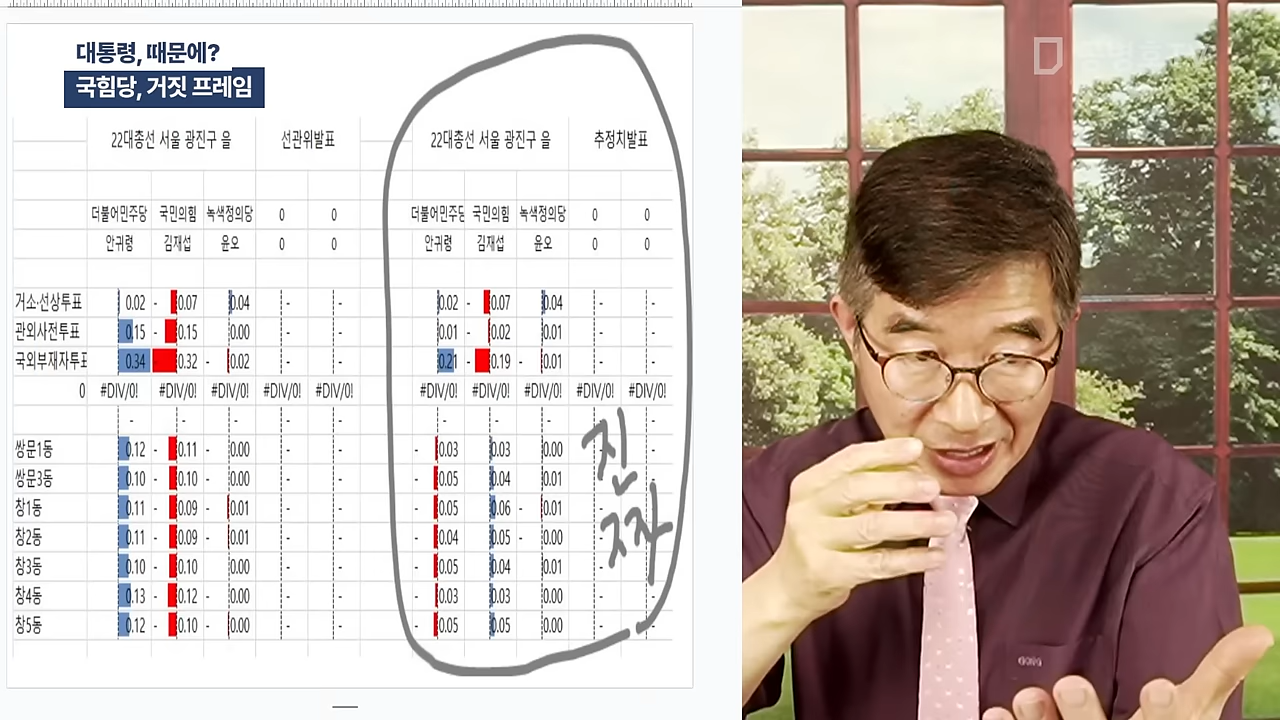 대통령, 때문에?
국힘당, 거짓 프레임
22대총선 서울 광진구 을 선관위발표 22대총선 서울 광진구 을 추정치발표
더불어민주당 국민의힘 녹색정의당 0 0 더불어민주당 국민의힘 녹색정의당 0 0
안귀령 김재섭 윤오 0 0 안귀령 김재섭 윤오 0 0
거소·선상투표 0.02 - 0.07 0.04 - - 0.02 - 0.07 0.04 - -
관외사전투표 0.15 - 0.15 0.00 - - 0.01 - 0.02 0.01 - -
국외부재자투표 0.34 - 0.32 - 0.02 - - 0.21 - 0.19 - 0.01 - -
0 #DIV/0! #DIV/0! #DIV/0! #DIV/0! #DIV/0! #DIV/0! #DIV/0! #DIV/0! #DIV/0! #DIV/0!
- - - - - - - - - -
쌍문1동 0.12 - 0.11 - 0.00 - - - 0.03 0.03 0.00 - -
쌍문3동 0.10 - 0.10 - 0.00 - - - 0.05 0.04 0.01 - -
창1동 0.11 - 0.09 - 0.01 - - - 0.05 0.06 - 0.01 - -
창2동 0.11 - 0.09 - 0.01 - - - 0.04 0.05 - 0.00 - -
창3동 0.10 - 0.10 0.00 - - - 0.05 0.04 0.01 - -
창4동 0.13 - 0.12 - 0.00 - - - 0.03 0.03 0.00 - -
창5동 0.12 - 0.10 - 0.00 - - - 0.05 0.05 0.00 - -
진
짜
GONG